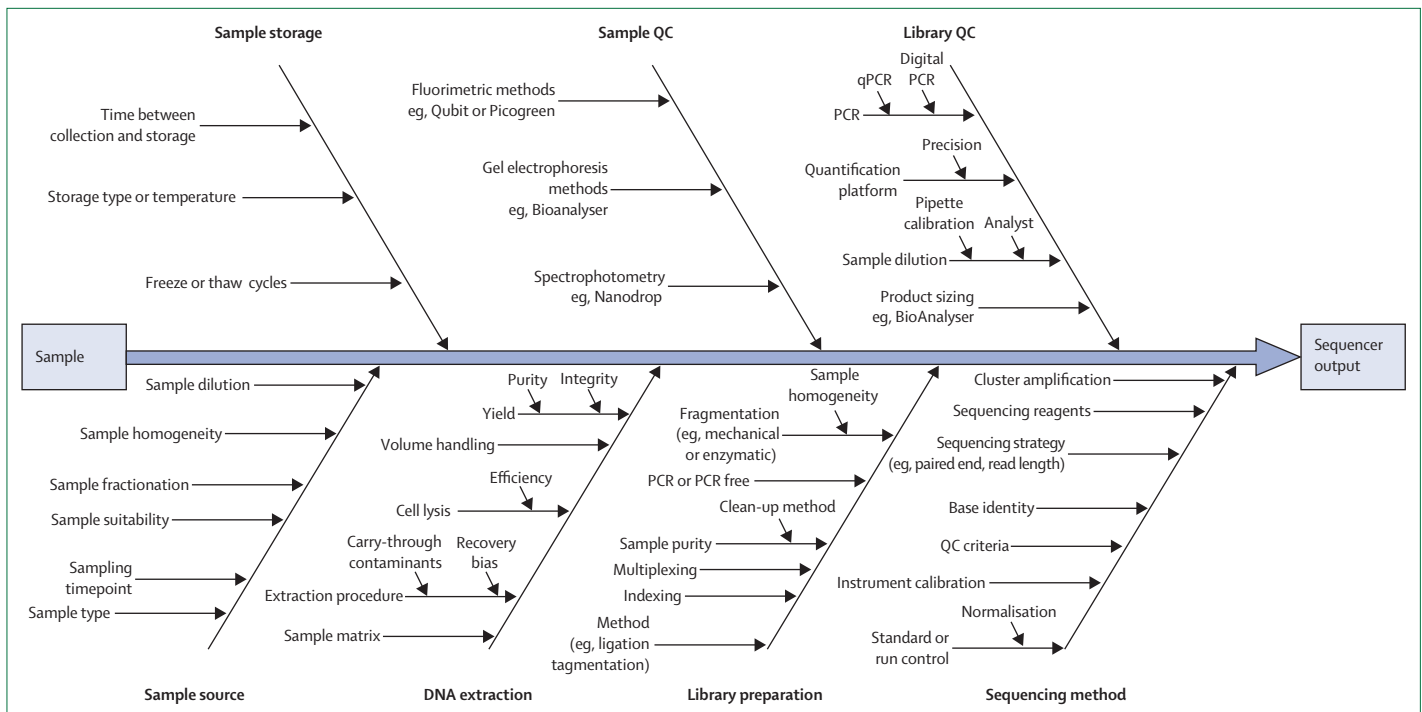 Sample storage
Time between
collection and storage
Storage type or temperature
Freeze or thaw cycles
Sample QC
Fluorimetric methods
eg, Qubit or Picogreen
Gel electrophoresis
methods
eg, Bioanalyser
Spectrophotometry
eg, Nanodrop
Library QC
Digital
qPCR PCR
PCR
Precision
Quantification
platform
Pipette
calibration Analyst
Sample dilution
Product sizing
eg, BioAnalyser
Sample
Sequencer
output
Sample dilution
Sample homogeneity
Sample fractionation
Sample suitability
Sampling
timepoint
Sample type
Sample source
Purity Integrity
Yield
Volume handling
Efficiency
Cell lysis
Carry-through
contaminants
Recovery
bias
Extraction procedure
Sample matrix
DNA extraction
Sample
homogeneity
Fragmentation
(eg, mechanical
or enzymatic)
PCR or PCR free
Clean-up method
Sample purity
Multiplexing
Indexing
Method
(eg, ligation
tagmentation)
Library preparation
Cluster amplification
Sequencing reagents
Sequencing strategy
(eg, paired end, read length)
Base identity
QC criteria
Instrument calibration
Normalisation
Standard or
run control
Sequencing method